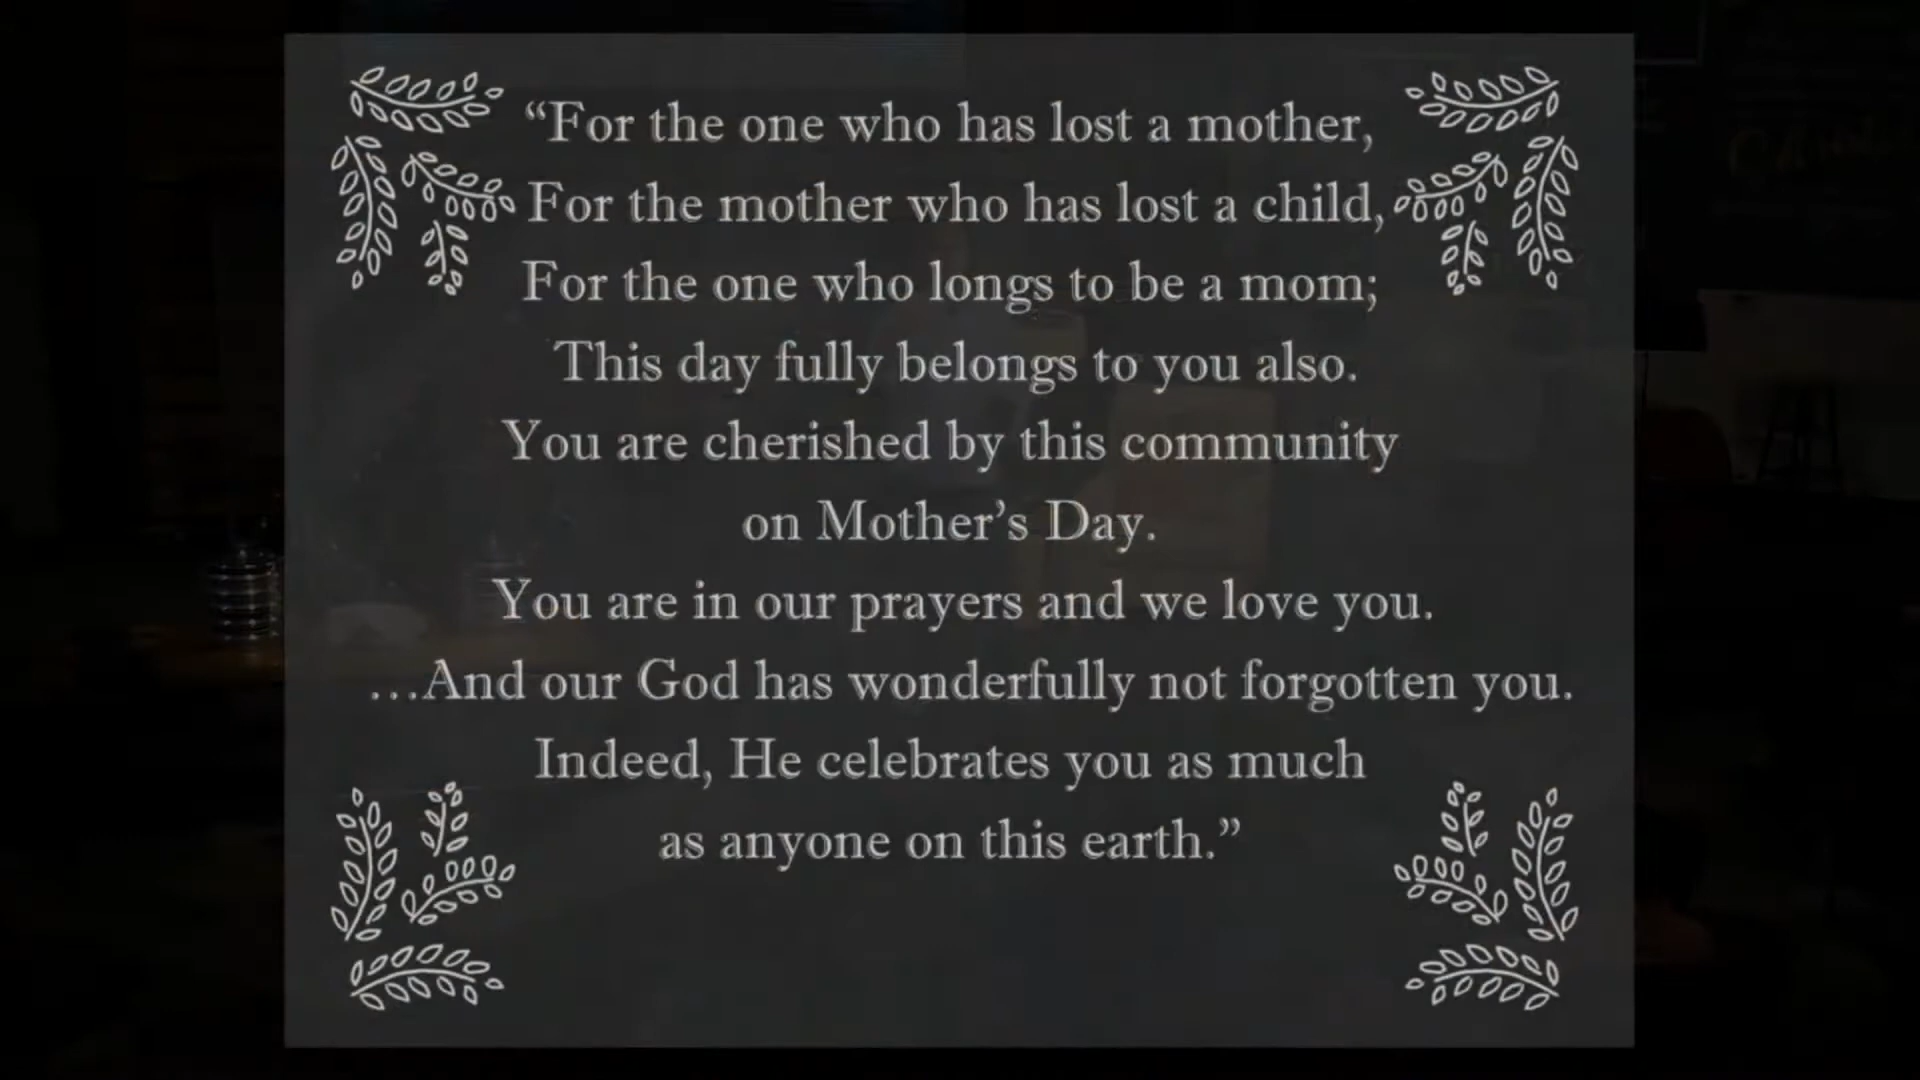 “For the one who has lost a mother,
For the mother who has lost a child,
For the one who longs to be a mom;
This day fully belongs to you also.
You are cherished by this community
on Mother’s Day.
You are in our prayers and we love you.
…And our God has wonderfully not forgotten you.
Indeed, He celebrates you as much
as anyone on this earth.”